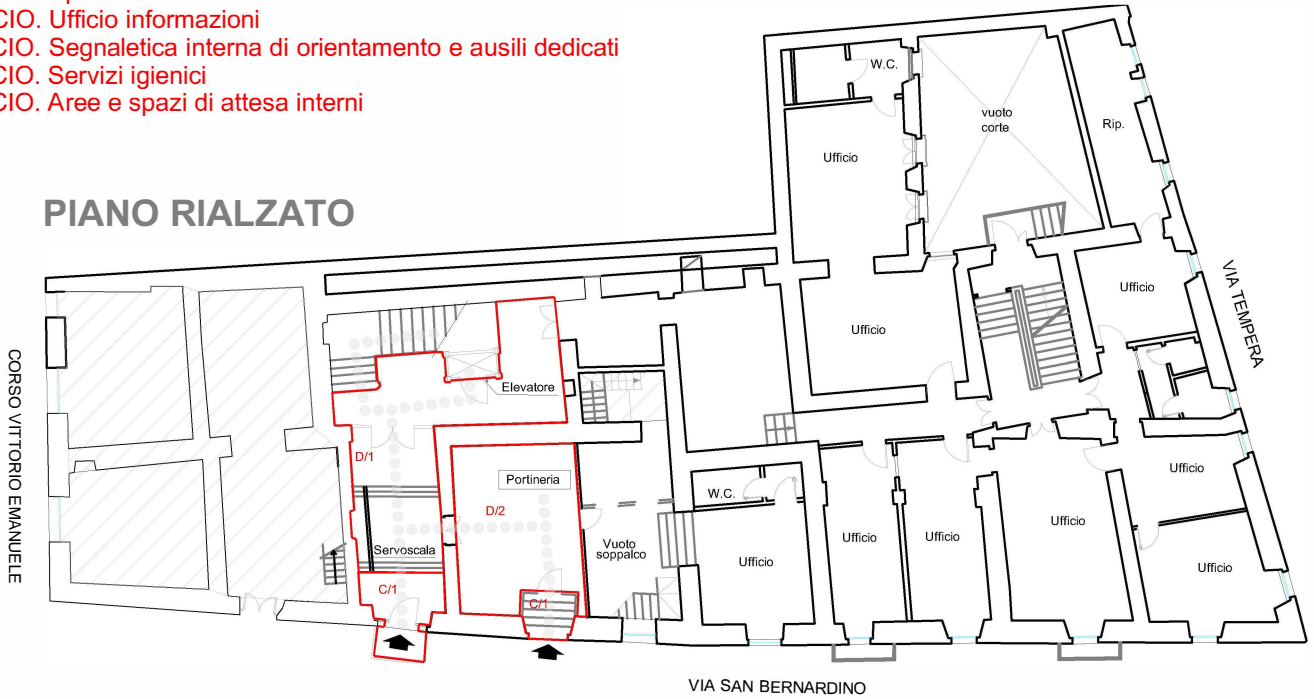 CIO. Ufficio informazioni
CIO. Segnaletica interna di orientamento e ausili dedicati
CIO. Servizi igienici
CIO. Aree e spazi di attesa interni
PIANO RIALZATO
W.C.
vuoto
corte
Rip.
Ufficio
VIA TEMPERA
Ufficio
Ufficio
CORSO VITTORIO EMANUELE
Elevatore
D/1
Portineria
D/2
W.C.
Ufficio
Servoscala
Vuoto
soppalco
Ufficio
Ufficio
Ufficio
Ufficio
Ufficio
C/1
C/1
VIA SAN BERNARDINO